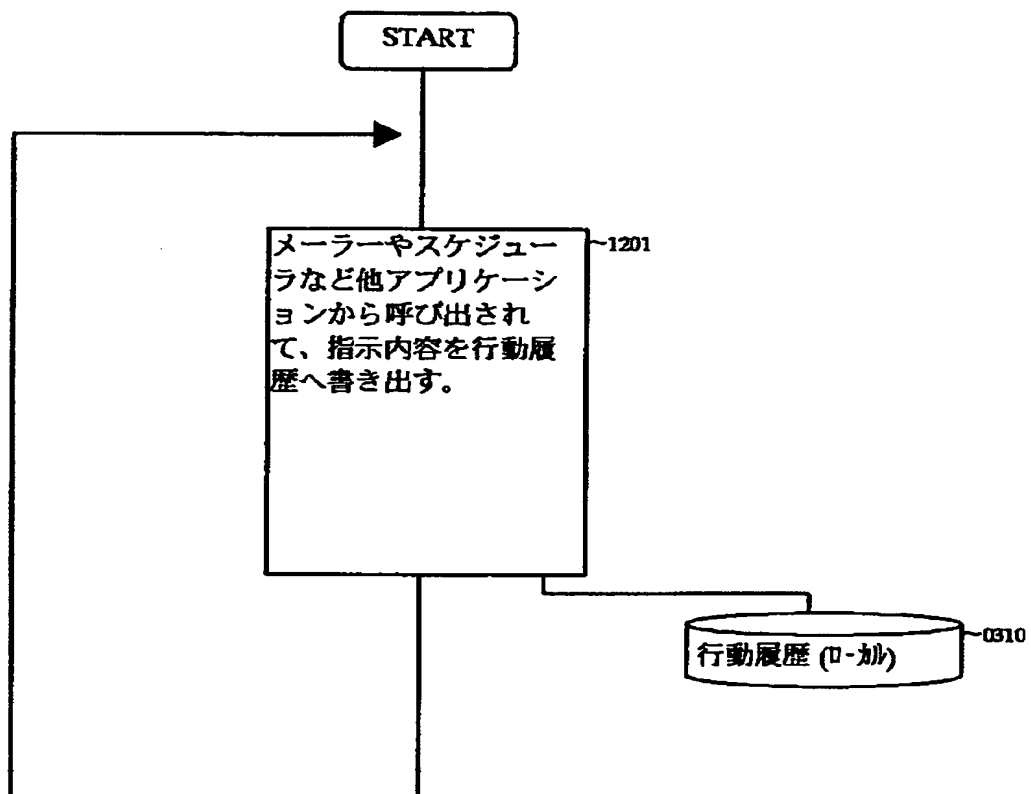 START
メーラーやスケジュー
ラなど他アプリケーシ
ョンから呼び出され
て、指示内容を行動履
歴へ書き出す。
~1201
行動履歴 (ﾛｰｶﾙ)
~0310